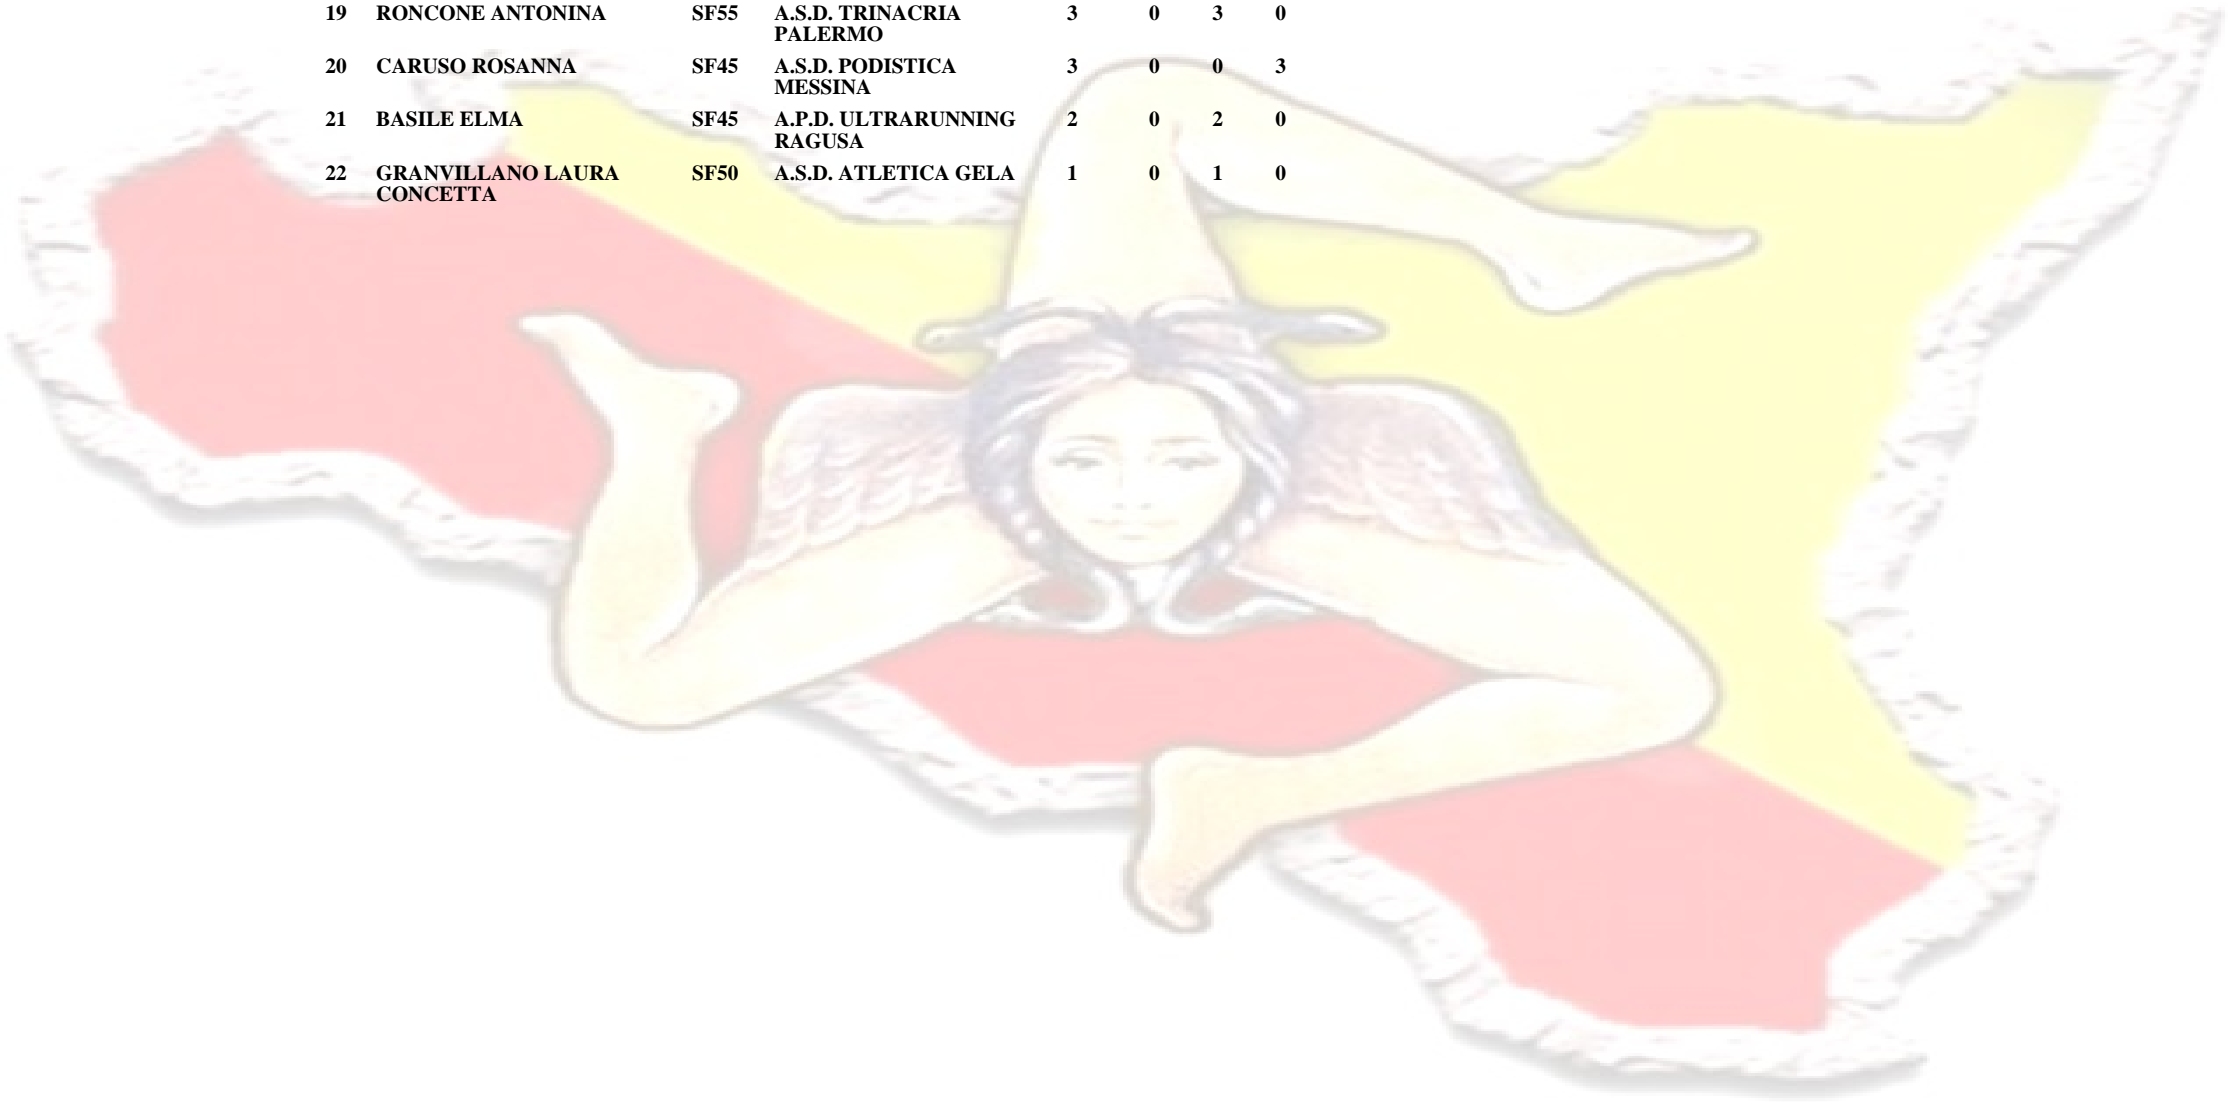 19 RONCONE ANTONINA SF55 A.S.D. TRINACRIA 3 0 3 0
PALERMO
20 CARUSO ROSANNA SF45 A.S.D. PODISTICA 3 0 0 3
MESSINA
21 BASILE ELMA SF45 A.P.D. ULTRARUNNING 2 0 2 0
RAGUSA
22 GRANVILLANO LAURA SF50 A.S.D. ATLETICA GELA 1 0 1 0
CONCETTA